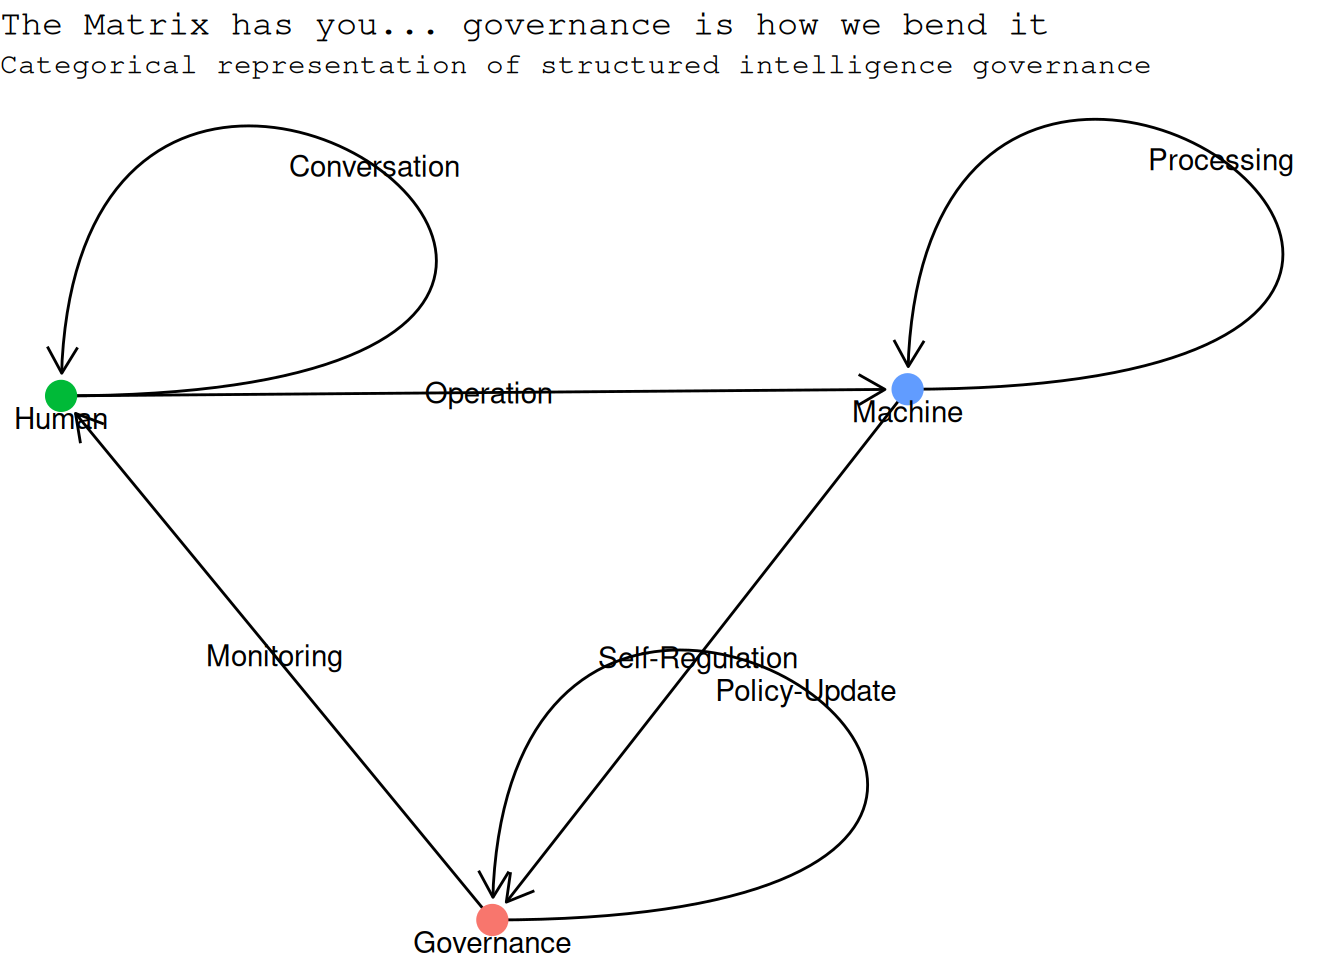 The Matrix has you... governance is how we bend it
Categorical representation of structured intelligence governance
Conversation
Processing
Operation
Human
Machine
Monitoring
Self-Regulation
Policy-Update
Governance